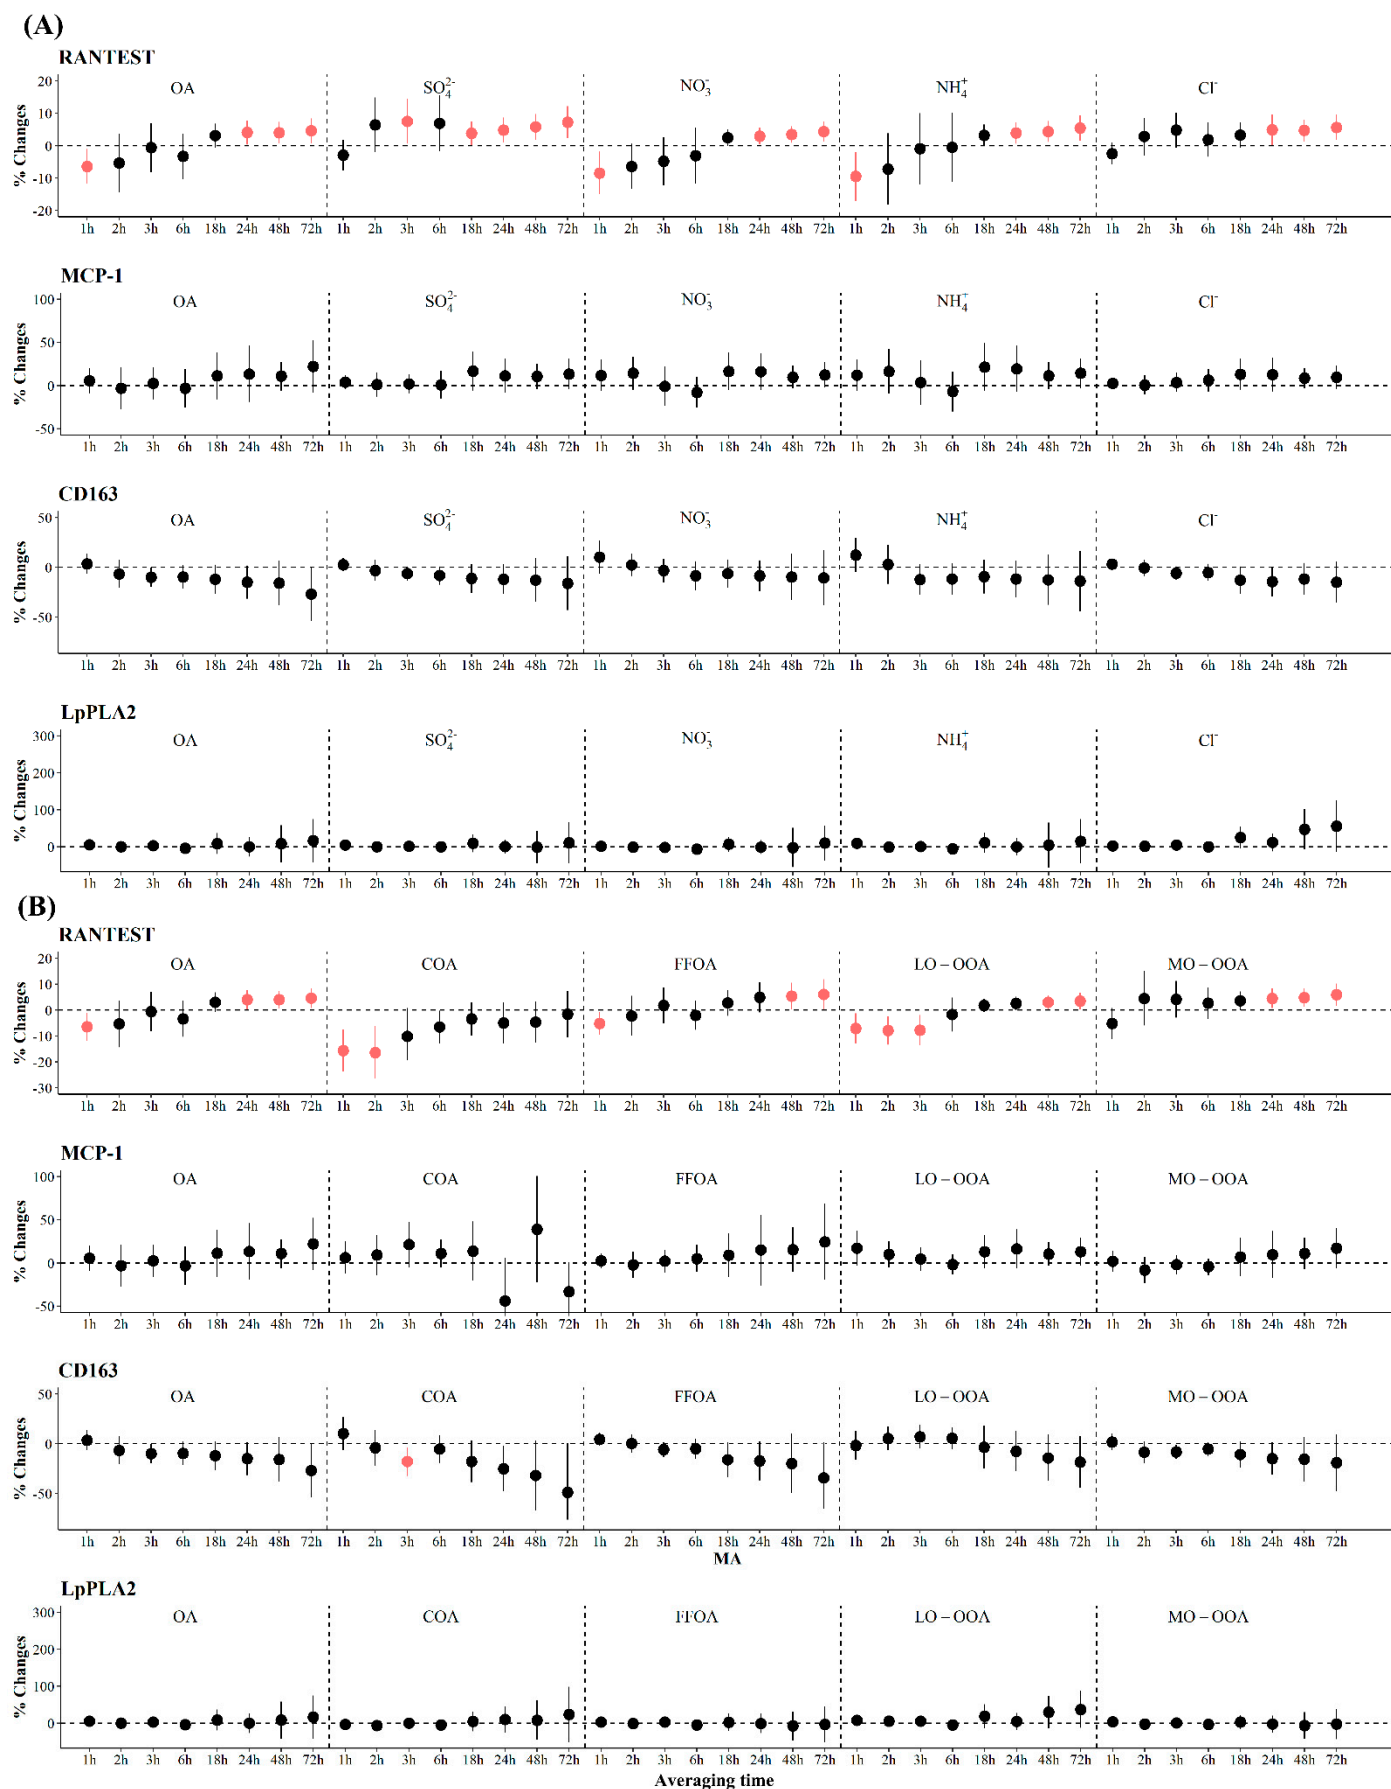 (A)
RANTEST
% Changes
20
10
0
-10
-20
OA SO₄²⁻ NO₃⁻ NH₄⁺ Cl⁻
1h 2h 3h 6h 18h 24h 48h 72h 1h 2h 3h 6h 18h 24h 48h 72h 1h 2h 3h 6h 18h 24h 48h 72h 1h 2h 3h 6h 18h 24h 48h 72h 1h 2h 3h 6h 18h 24h 48h 72h
MCP-1
% Changes
100
50
0
-50
OA SO₄²⁻ NO₃⁻ NH₄⁺ Cl⁻
1h 2h 3h 6h 18h 24h 48h 72h 1h 2h 3h 6h 18h 24h 48h 72h 1h 2h 3h 6h 18h 24h 48h 72h 1h 2h 3h 6h 18h 24h 48h 72h 1h 2h 3h 6h 18h 24h 48h 72h
CD163
% Changes
50
0
-50
OA SO₄²⁻ NO₃⁻ NH₄⁺ Cl⁻
1h 2h 3h 6h 18h 24h 48h 72h 1h 2h 3h 6h 18h 24h 48h 72h 1h 2h 3h 6h 18h 24h 48h 72h 1h 2h 3h 6h 18h 24h 48h 72h 1h 2h 3h 6h 18h 24h 48h 72h
LpPLA2
% Changes
300
200
100
0
OA SO₄²⁻ NO₃⁻ NH₄⁺ Cl⁻
1h 2h 3h 6h 18h 24h 48h 72h 1h 2h 3h 6h 18h 24h 48h 72h 1h 2h 3h 6h 18h 24h 48h 72h 1h 2h 3h 6h 18h 24h 48h 72h 1h 2h 3h 6h 18h 24h 48h 72h
(B)
RANTEST
% Changes
20
10
0
-10
-20
-30
OA COA FFOA LO – OOA MO – OOA
1h 2h 3h 6h 18h 24h 48h 72h 1h 2h 3h 6h 18h 24h 48h 72h 1h 2h 3h 6h 18h 24h 48h 72h 1h 2h 3h 6h 18h 24h 48h 72h 1h 2h 3h 6h 18h 24h 48h 72h
MCP-1
% Changes
100
50
0
-50
OA COA FFOA LO – OOA MO – OOA
1h 2h 3h 6h 18h 24h 48h 72h 1h 2h 3h 6h 18h 24h 48h 72h 1h 2h 3h 6h 18h 24h 48h 72h 1h 2h 3h 6h 18h 24h 48h 72h 1h 2h 3h 6h 18h 24h 48h 72h
CD163
% Changes
50
0
-50
OA COA FFOA LO – OOA MO – OOA
1h 2h 3h 6h 18h 24h 48h 72h 1h 2h 3h 6h 18h 24h 48h 72h 1h 2h 3h 6h 18h 24h 48h 72h 1h 2h 3h 6h 18h 24h 48h 72h 1h 2h 3h 6h 18h 24h 48h 72h
MA
LpPLA2
% Changes
300
200
100
0
OA COA FFOA LO – OOA MO – OOA
1h 2h 3h 6h 18h 24h 48h 72h 1h 2h 3h 6h 18h 24h 48h 72h 1h 2h 3h 6h 18h 24h 48h 72h 1h 2h 3h 6h 18h 24h 48h 72h 1h 2h 3h 6h 18h 24h 48h 72h
Averaging time